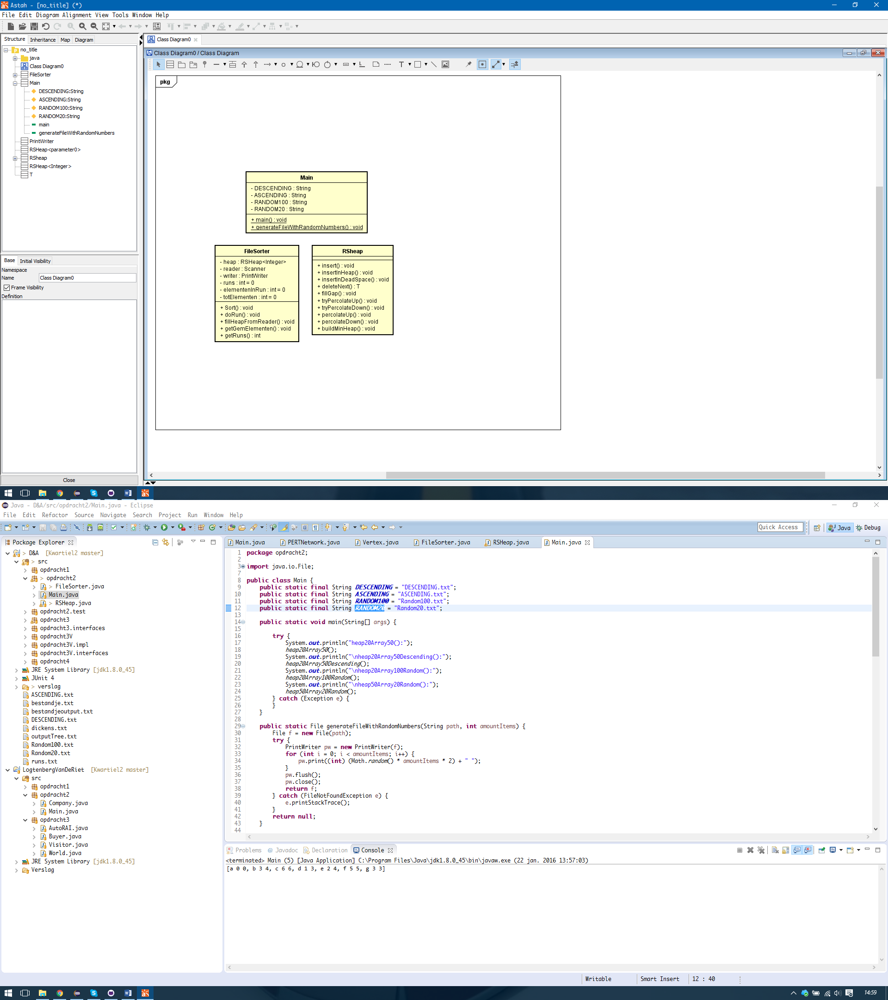 Astah - [no_title] (*)
File Edit Diagram Alignment View Tools Window Help
Structure Inheritance Map Diagram
no_title
java
Class Diagram0
FileSorter
Main
DESCENDING:String
ASCENDING:String
RANDOM100:String
RANDOM20:String
main
generateFileWithRandomNumbers
PrintWriter
RSHeap<parameter0>
RSheap
RSHeap<Integer>
T
Base Initial Visibility
Namespace
Name Class Diagram0
Frame Visibility
Definition
Close
Class Diagram0
Class Diagram0 / Class Diagram
pkg
Main
- DESCENDING : String
- ASCENDING : String
- RANDOM100 : String
- RANDOM20 : String
+ main() : void
+ generateFileWithRandomNumbers() : void
FileSorter
- heap : RSHeap<Integer>
- reader : Scanner
- writer : PrintWriter
- runs : int = 0
- elementenInRun : int = 0
- totElementen : int = 0
+ Sort() : void
+ doRun() : void
+ fillHeapFromReader() : void
+ getGemElementen() : void
+ getRuns() : int
RSheap
+ insert() : void
+ insertInHeap() : void
+ insertInDeadSpace() : void
+ deleteNext() : T
+ fillGap() : void
+ tryPercolateUp() : void
+ tryPercolateDown() : void
+ percolateUp() : void
+ percolateDown() : void
+ buildMinHeap() : void
Java - D&A/src/opdracht2/Main.java - Eclipse
File Edit Refactor Source Navigate Search Project Run Window Help
Quick Access Java Debug
Package Explorer
> D&A [Kwartiel2 master]
> src
opdracht1
> opdracht2
> FileSorter.java
Main.java
> RSHeap.java
opdracht2.test
opdracht3
opdracht3.interfaces
opdracht3V
opdracht3V.impl
opdracht3V.interfaces
opdracht4
JRE System Library [jdk1.8.0_45]
JUnit 4
> verslag
ASCENDING.txt
bestandje.txt
bestandjeoutput.txt
DESCENDING.txt
dickens.txt
outputTree.txt
Random100.txt
Random20.txt
runs.txt
LogtenbergVanDeRiet [Kwartiel2 master]
src
opdracht1
opdracht2
Company.java
Main.java
opdracht3
AutoRAI.java
Buyer.java
Visitor.java
World.java
JRE System Library [jdk1.8.0_45]
Verslag
Main.java PERTNetwork.java Vertex.java FileSorter.java RSHeap.java Main.java
1 package opdracht2;
2
3 import java.io.File;
7
8 public class Main {
9 public static final String DESCENDING = "DESCENDING.txt";
10 public static final String ASCENDING = "ASCENDING.txt";
11 public static final String RANDOM100 = "Random100.txt";
12 public static final String RANDOM20 = "Random20.txt";
13
14 public static void main(String[] args) {
15
16 try {
17 System.out.println("heap20Array50():");
18 heap20Array50();
19 System.out.println("\nheap20Array50Descending():");
20 heap20Array50Descending();
21 System.out.println("\nheap20Array100Random():");
22 heap20Array100Random();
23 System.out.println("\nheap50Array20Random():");
24 heap50Array20Random();
25 } catch (Exception e) {
26 }
27 }
28
29 public static File generateFileWithRandomNumbers(String path, int amountItems) {
30 File f = new File(path);
31 try {
32 PrintWriter pw = new PrintWriter(f);
33 for (int i = 0; i < amountItems; i++) {
34 pw.print((int) (Math.random() * amountItems * 2) + " ");
35 }
36 pw.flush();
37 pw.close();
38 return f;
39 } catch (FileNotFoundException e) {
40 e.printStackTrace();
41 }
42 return null;
43 }
44
Problems Javadoc Declaration Console
<terminated> Main (5) [Java Application] C:\Program Files\Java\jdk1.8.0_45\bin\javaw.exe (22 jan. 2016 13:57:03)
[a 0 0, b 3 4, c 6 6, d 1 3, e 2 4, f 5 5, g 3 3]
Writable Smart Insert 12 : 40
14:59